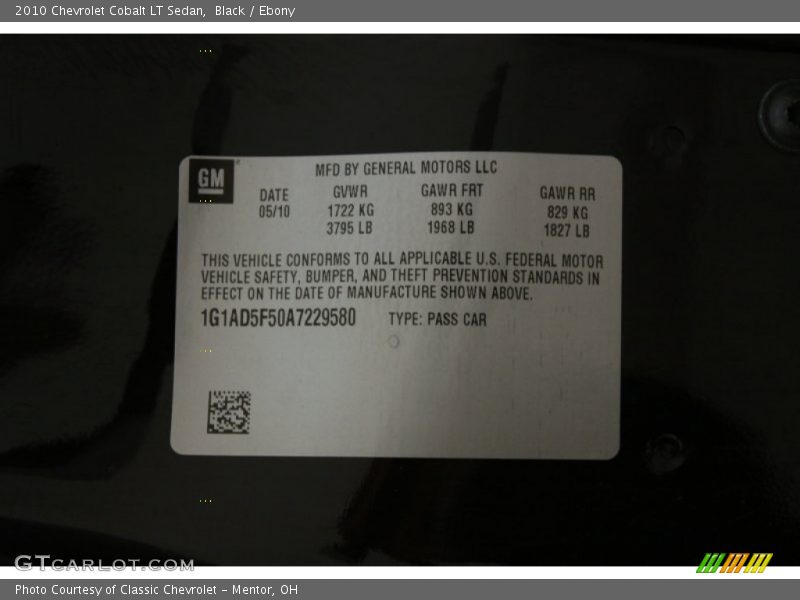 2010 Chevrolet Cobalt LT Sedan, Black / Ebony
GM
MFD BY GENERAL MOTORS LLC
DATE GVWR GAWR FRT GAWR RR
05/10 1722 KG 893 KG 829 KG
3795 LB 1968 LB 1827 LB
THIS VEHICLE CONFORMS TO ALL APPLICABLE U.S. FEDERAL MOTOR
VEHICLE SAFETY, BUMPER, AND THEFT PREVENTION STANDARDS IN
EFFECT ON THE DATE OF MANUFACTURE SHOWN ABOVE.
1G1AD5F50A7229580 TYPE: PASS CAR
GTCARLOT.COM
Photo Courtesy of Classic Chevrolet - Mentor, OH